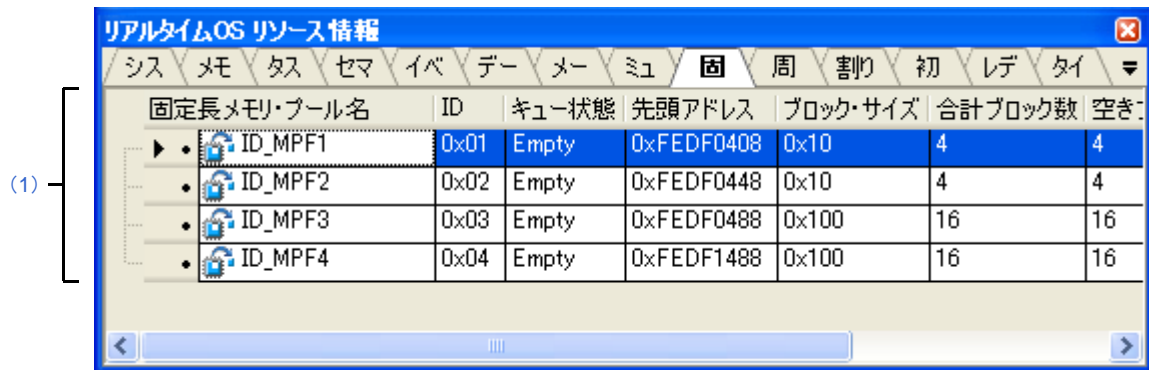 リアルタイムOS リソース情報
シス メモ タス セマ イベ デー メー ミュ 固 周 割り 初 レデ タイ
固定長メモリ・プール名 ID キュー状態 先頭アドレス ブロック・サイズ 合計ブロック数 空き
ID_MPF1 0x01 Empty 0xFEDF0408 0x10 4 4
(1)
ID_MPF2 0x02 Empty 0xFEDF0448 0x10 4 4
ID_MPF3 0x03 Empty 0xFEDF0488 0x100 16 16
ID_MPF4 0x04 Empty 0xFEDF1488 0x100 16 16